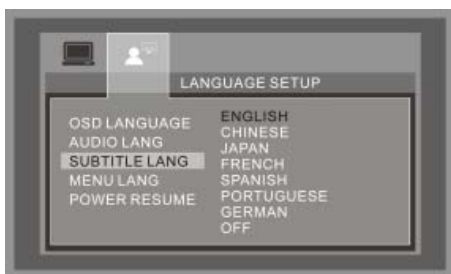 LANGUAGE SETUP
OSD LANGUAGE
AUDIO LANG
SUBTITLE LANG
MENU LANG
POWER RESUME
ENGLISH
CHINESE
JAPAN
FRENCH
SPANISH
PORTUGUESE
GERMAN
OFF